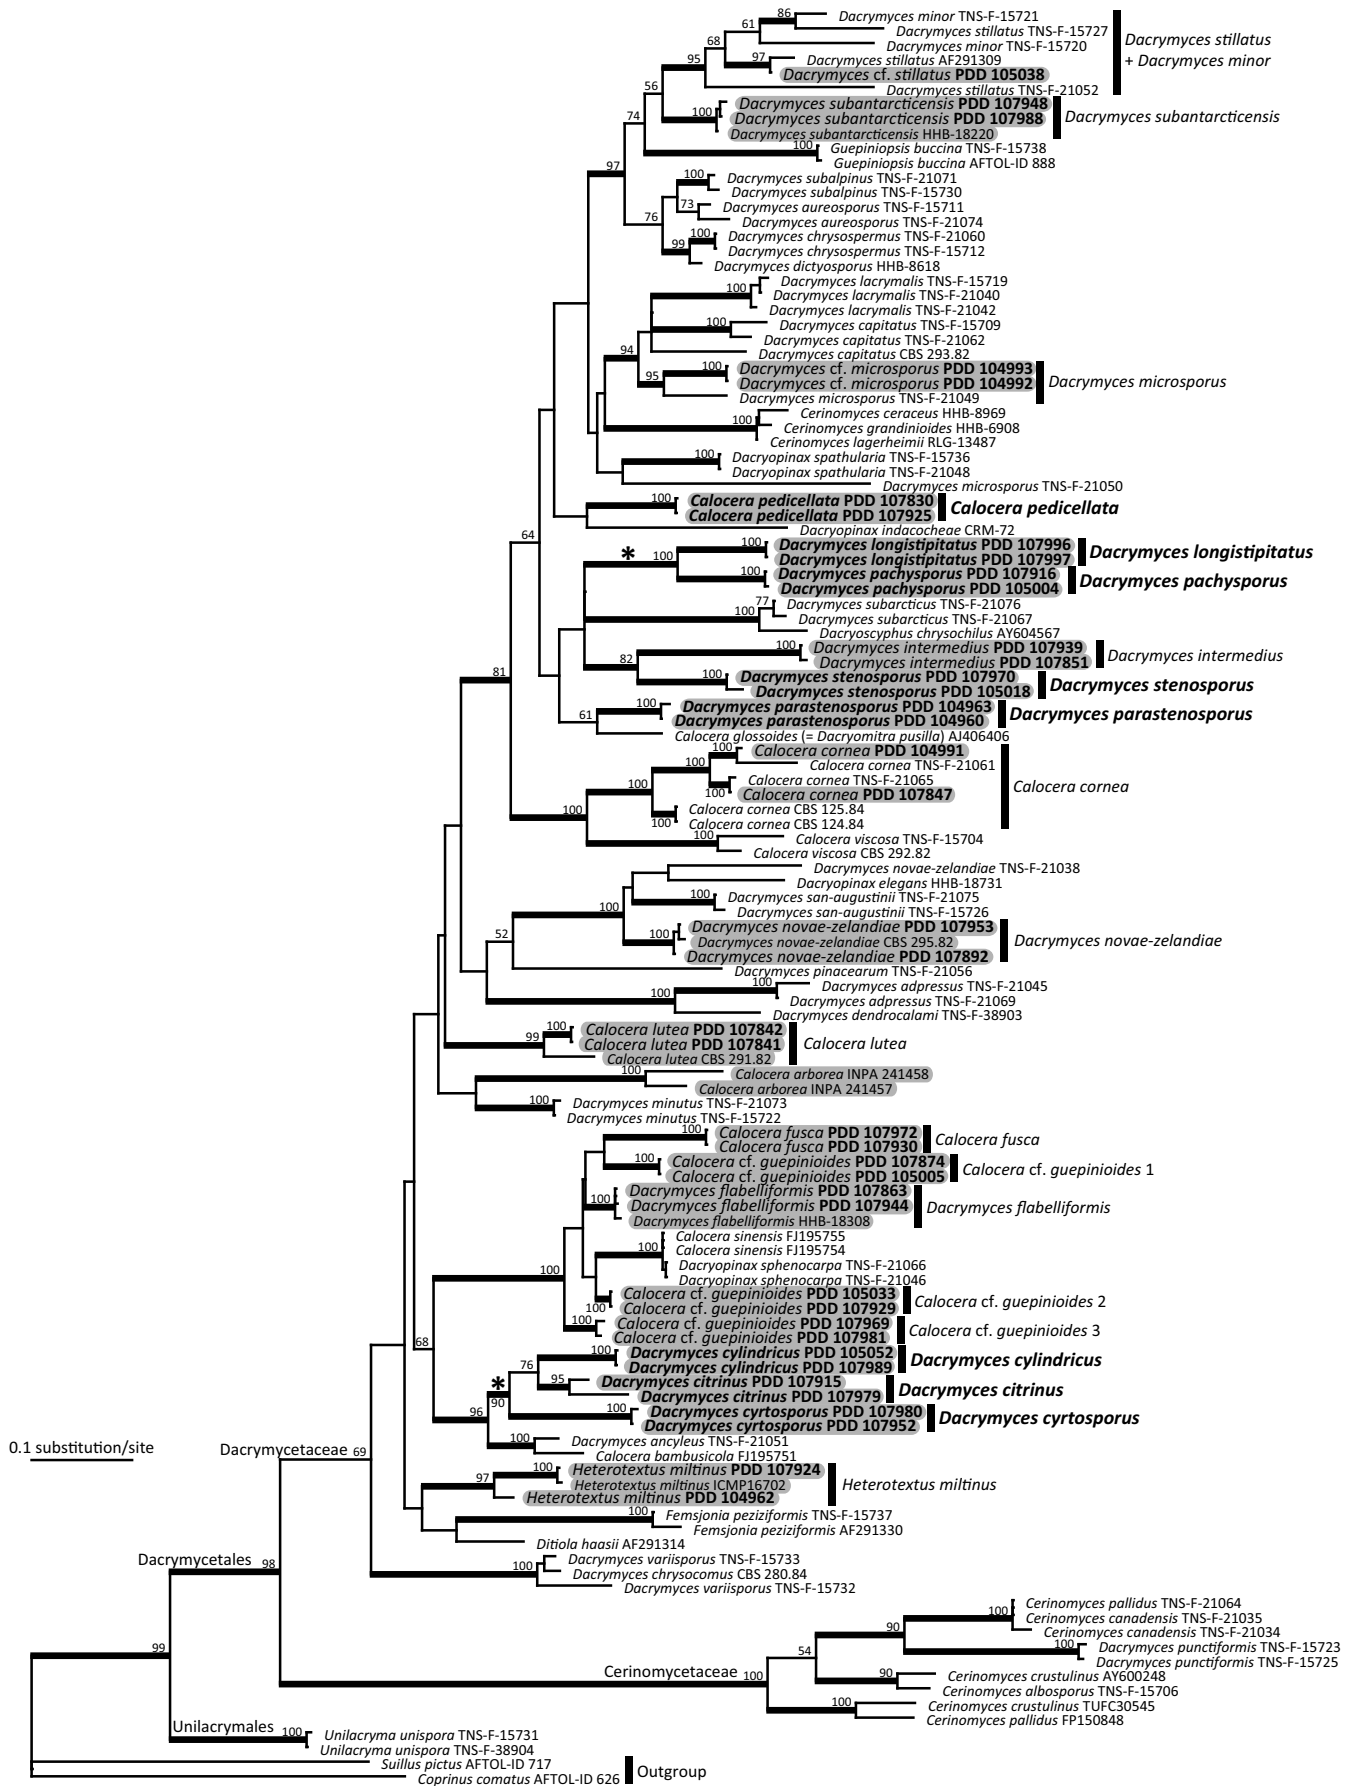 86 Dacrymyces minor TNS-F-15721
61 Dacrymyces stillatus TNS-F-15727
68 Dacrymyces minor TNS-F-15720
Dacrymyces stillatus
+ Dacrymyces minor
95 97 Dacrymyces stillatus AF291309
Dacrymyces cf. stillatus PDD 105038
56 Dacrymyces stillatus TNS-F-21052
Dacrymyces subantarcticensis PDD 107948
74 100 Dacrymyces subantarcticensis PDD 107988 Dacrymyces subantarcticensis
Dacrymyces subantarcticensis HHB-18220
100 Guepiniopsis buccina TNS-F-15738
97 Guepiniopsis buccina AFTOL-ID 888
100 Dacrymyces subalpinus TNS-F-21071
Dacrymyces subalpinus TNS-F-15730
73 Dacrymyces aureosporus TNS-F-15711
76 Dacrymyces aureosporus TNS-F-21074
100 Dacrymyces chrysospermus TNS-F-21060
99 Dacrymyces chrysospermus TNS-F-15712
Dacrymyces dictyosporus HHB-8618
Dacrymyces lacrymalis TNS-F-15719
100 Dacrymyces lacrymalis TNS-F-21040
Dacrymyces lacrymalis TNS-F-21042
100 Dacrymyces capitatus TNS-F-15709
Dacrymyces capitatus TNS-F-21062
94 Dacrymyces capitatus CBS 293.82
100 Dacrymyces cf. microsporus PDD 104993
95 Dacrymyces cf. microsporus PDD 104992 Dacrymyces microsporus
Dacrymyces microsporus TNS-F-21049
Cerinomyces ceraceus HHB-8969
100 Cerinomyces grandinioides HHB-6908
Cerinomyces lagerheimii RLG-13487
100 Dacryopinax spathularia TNS-F-15736
Dacryopinax spathularia TNS-F-21048
Dacrymyces microsporus TNS-F-21050
100 Calocera pedicellata PDD 107830
Calocera pedicellata PDD 107925 Calocera pedicellata
Dacryopinax indacocheae CRM-72
64 * 100 100 Dacrymyces longistipitatus PDD 107996
Dacrymyces longistipitatus PDD 107997 Dacrymyces longistipitatus
100 Dacrymyces pachysporus PDD 107916
Dacrymyces pachysporus PDD 105004 Dacrymyces pachysporus
77 Dacrymyces subarcticus TNS-F-21076
100 Dacrymyces subarcticus TNS-F-21067
Dacryoscyphus chrysochilus AY604567
100 Dacrymyces intermedius PDD 107939
82 Dacrymyces intermedius PDD 107851 Dacrymyces intermedius
81 100 Dacrymyces stenosporus PDD 107970
Dacrymyces stenosporus PDD 105018 Dacrymyces stenosporus
100 Dacrymyces parastenosporus PDD 104963
61 Dacrymyces parastenosporus PDD 104960 Dacrymyces parastenosporus
Calocera glossoides (= Dacryomitra pusilla) AJ406406
100 Calocera cornea PDD 104991
100 Calocera cornea TNS-F-21061
100 Calocera cornea TNS-F-21065
Calocera cornea
100 Calocera cornea PDD 107847
100 Calocera cornea CBS 125.84
100 Calocera cornea CBS 124.84
100 Calocera viscosa TNS-F-15704
Calocera viscosa CBS 292.82
Dacrymyces novae-zelandiae TNS-F-21038
Dacryopinax elegans HHB-18731
100 100 Dacrymyces san-augustinii TNS-F-21075
Dacrymyces san-augustinii TNS-F-15726
Dacrymyces novae-zelandiae PDD 107953
52 100 Dacrymyces novae-zelandiae CBS 295.82 Dacrymyces novae-zelandiae
Dacrymyces novae-zelandiae PDD 107892
Dacrymyces pinacearum TNS-F-21056
100 Dacrymyces adpressus TNS-F-21045
100 Dacrymyces adpressus TNS-F-21069
Dacrymyces dendrocalami TNS-F-38903
100 Calocera lutea PDD 107842
99 Calocera lutea PDD 107841 Calocera lutea
Calocera lutea CBS 291.82
100 Calocera arborea INPA 241458
Calocera arborea INPA 241457
100 Dacrymyces minutus TNS-F-21073
Dacrymyces minutus TNS-F-15722
100 Calocera fusca PDD 107972
Calocera fusca PDD 107930 Calocera fusca
100 Calocera cf. guepinioides PDD 107874
Calocera cf. guepinioides PDD 105005 Calocera cf. guepinioides 1
Dacrymyces flabelliformis PDD 107863
100 Dacrymyces flabelliformis PDD 107944 Dacrymyces flabelliformis
Dacrymyces flabelliformis HHB-18308
Calocera sinensis FJ195755
100 Calocera sinensis FJ195754
Dacryopinax sphenocarpa TNS-F-21066
100 Dacryopinax sphenocarpa TNS-F-21046
Calocera cf. guepinioides PDD 105033
100 Calocera cf. guepinioides PDD 107929 Calocera cf. guepinioides 2
100 Calocera cf. guepinioides PDD 107969
Calocera cf. guepinioides PDD 107981 Calocera cf. guepinioides 3
68 100 Dacrymyces cylindricus PDD 105052
76 Dacrymyces cylindricus PDD 107989 Dacrymyces cylindricus
* 95 Dacrymyces citrinus PDD 107915
90 Dacrymyces citrinus PDD 107979 Dacrymyces citrinus
96 100 Dacrymyces cyrtosporus PDD 107980
Dacrymyces cyrtosporus PDD 107952 Dacrymyces cyrtosporus
100 Dacrymyces ancyleus TNS-F-21051
0.1 substitution/site Dacrymycetaceae 69
Calocera bambusicola FJ195751
100 Heterotextus miltinus PDD 107924
97 Heterotextus miltinus ICMP16702 Heterotextus miltinus
Heterotextus miltinus PDD 104962
100 Femsjonia peziziformis TNS-F-15737
Femsjonia peziziformis AF291330
Ditiola haasii AF291314
Dacrymycetales 98 Dacrymyces variisporus TNS-F-15733
100 Dacrymyces chrysocomus CBS 280.84
Dacrymyces variisporus TNS-F-15732
Cerinomyces pallidus TNS-F-21064
100 Cerinomyces canadensis TNS-F-21035
90 Cerinomyces canadensis TNS-F-21034
99 54 100 Dacrymyces punctiformis TNS-F-15723
Dacrymyces punctiformis TNS-F-15725
Cerinomycetaceae 100 90 Cerinomyces crustulinus AY600248
Cerinomyces albosporus TNS-F-15706
100 Cerinomyces crustulinus TUFC30545
Cerinomyces pallidus FP150848
Unilacrymales 100 Unilacryma unispora TNS-F-15731
Unilacryma unispora TNS-F-38904
Suillus pictus AFTOL-ID 717
Coprinus comatus AFTOL-ID 626 Outgroup